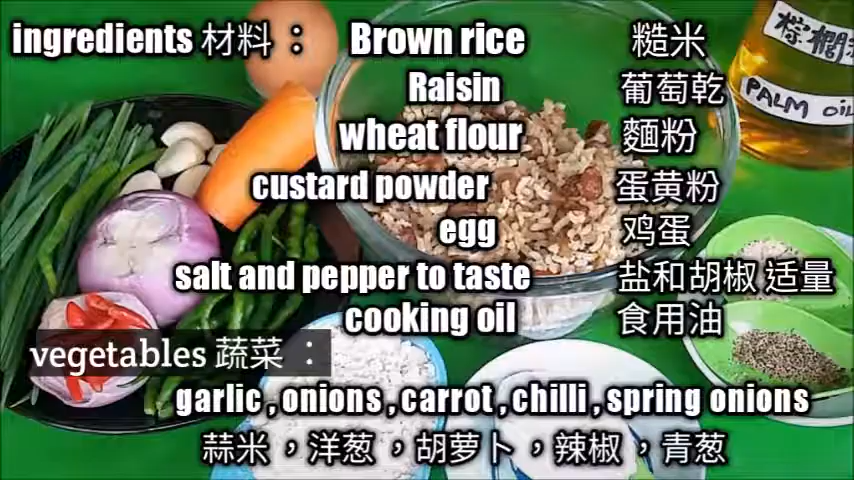 ingredients 材料 ： Brown rice 糙米
Raisin 葡萄乾
wheat flour 麵粉
custard powder 蛋黄粉
egg 鸡蛋
salt and pepper to taste 盐和胡椒 适量
cooking oil 食用油
vegetables 蔬菜 ：
garlic , onions , carrot , chilli , spring onions
蒜米 ，洋葱 ，胡萝卜 ，辣椒 ，青葱
棕榈
PALM OIL